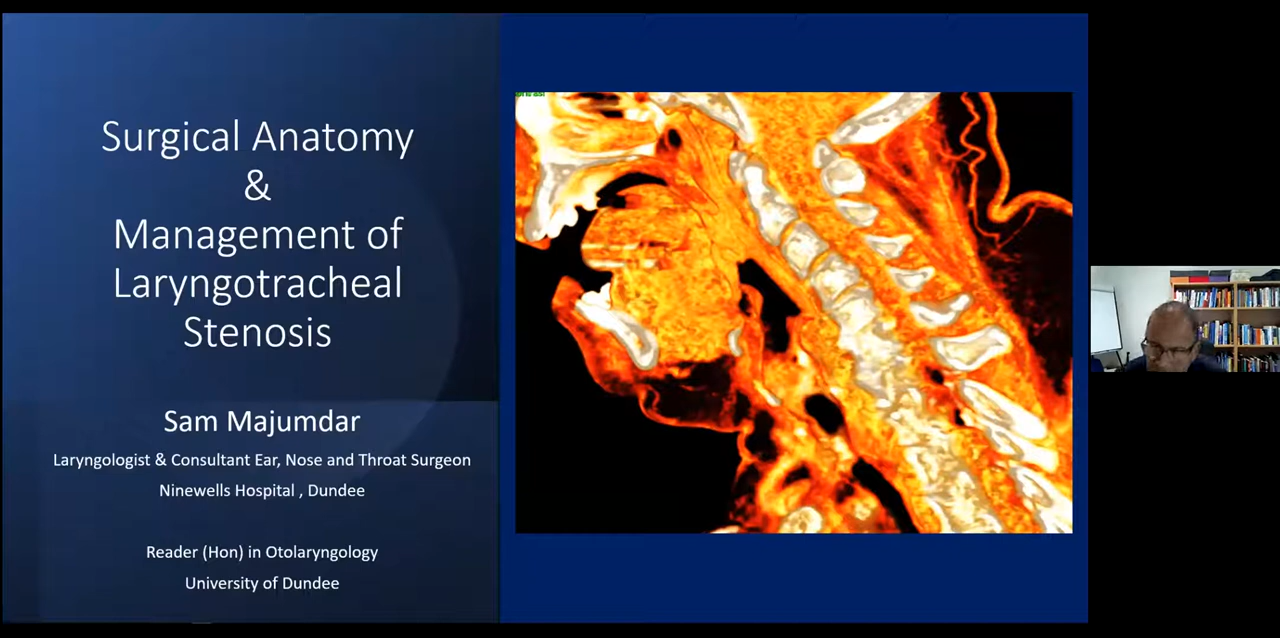 Surgical Anatomy
&
Management of
Laryngotracheal
Stenosis
Sam Majumdar
Laryngologist & Consultant Ear, Nose and Throat Surgeon
Ninewells Hospital , Dundee
Reader (Hon) in Otolaryngology
University of Dundee